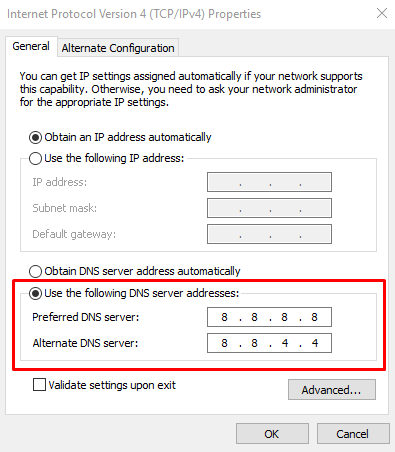 Internet Protocol Version 4 (TCP/IPv4) Properties
General
Alternate Configuration
You can get IP settings assigned automatically if your network supports
this capability. Otherwise, you need to ask your network administrator
for the appropriate IP settings.
Obtain an IP address automatically
Use the following IP address:
IP address:
. . .
Subnet mask:
. . .
Default gateway:
. . .
Obtain DNS server address automatically
Use the following DNS server addresses:
Preferred DNS server:
8 . 8 . 8 . 8
Alternate DNS server:
8 . 8 . 4 . 4
Validate settings upon exit
Advanced...
OK
Cancel